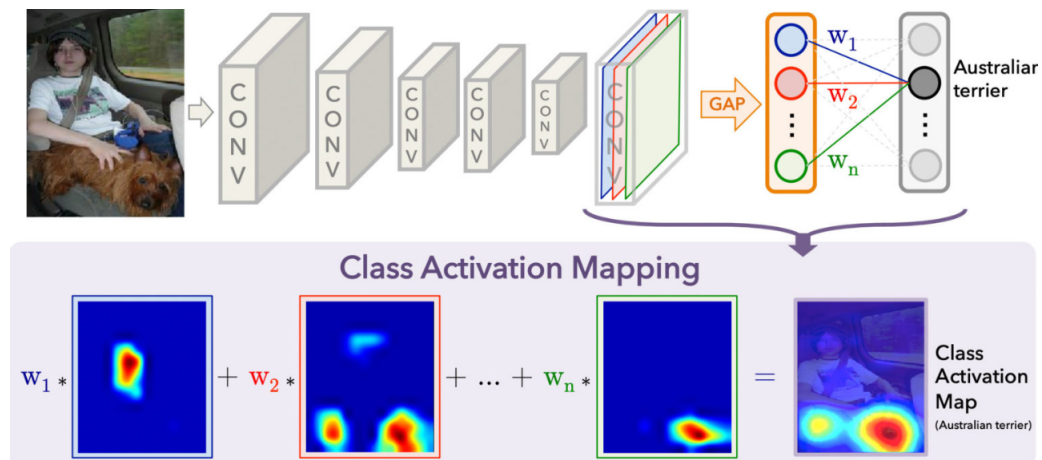 CONV
CONV
CONV
CONV
CONV
CONV
GAP
w1
w2
⋮
wn
⋮
Australian
terrier
Class Activation Mapping
w1 * + w2 * + ... + wn * =
Class
Activation
Map
(Australian terrier)